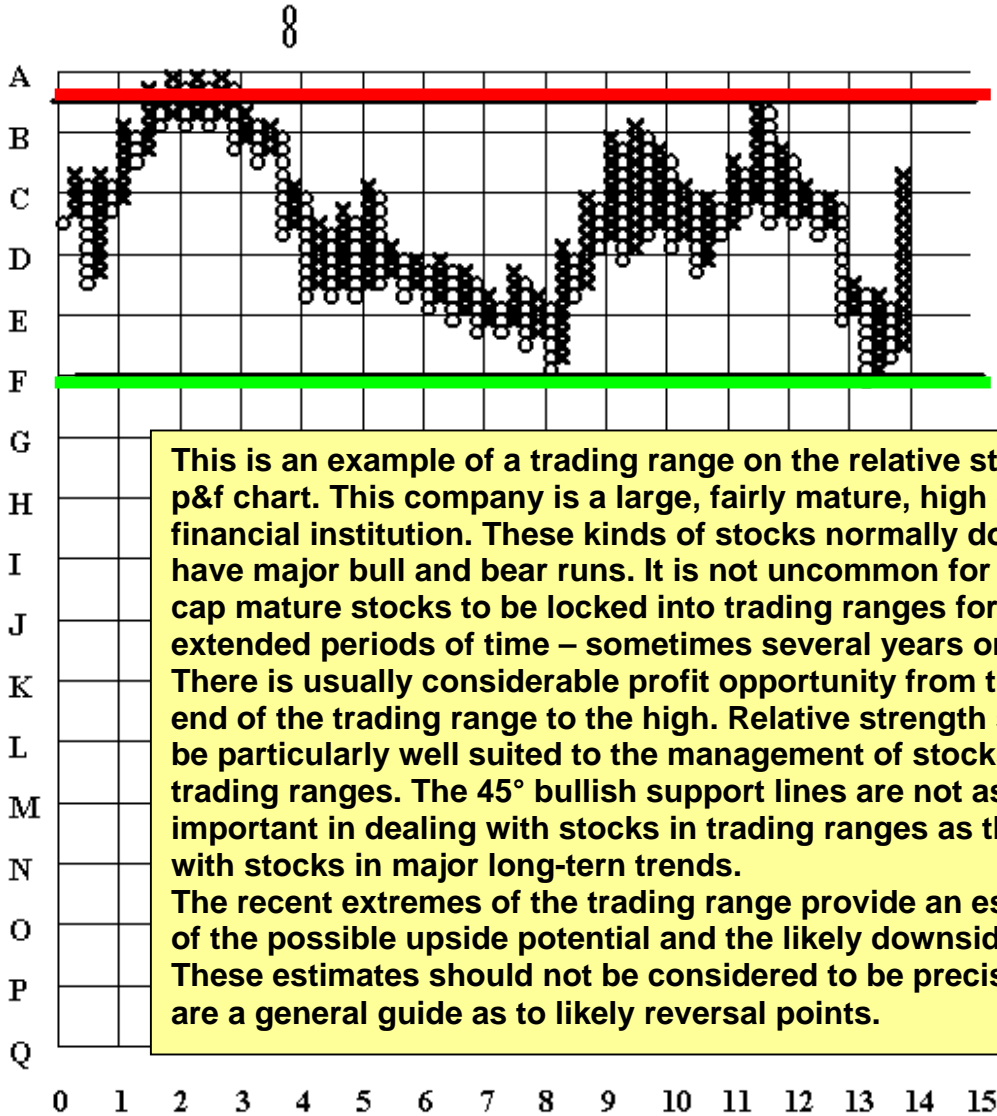 8
A
B
C
D
E
F
G
H
I
J
K
L
M
N
O
P
Q
This is an example of a trading range on the relative
p&f chart. This company is a large, fairly mature, high
financial institution. These kinds of stocks normally
have major bull and bear runs. It is not uncommon for
cap mature stocks to be locked into trading ranges for
extended periods of time – sometimes several years
There is usually considerable profit opportunity from
end of the trading range to the high. Relative strength
be particularly well suited to the management of
trading ranges. The 45° bullish support lines are not as
important in dealing with stocks in trading ranges as
with stocks in major long-tern trends.
The recent extremes of the trading range provide an
of the possible upside potential and the likely
These estimates should not be considered to be
are a general guide as to likely reversal points.
0 1 2 3 4 5 6 7 8 9 10 11 12 13 14 15